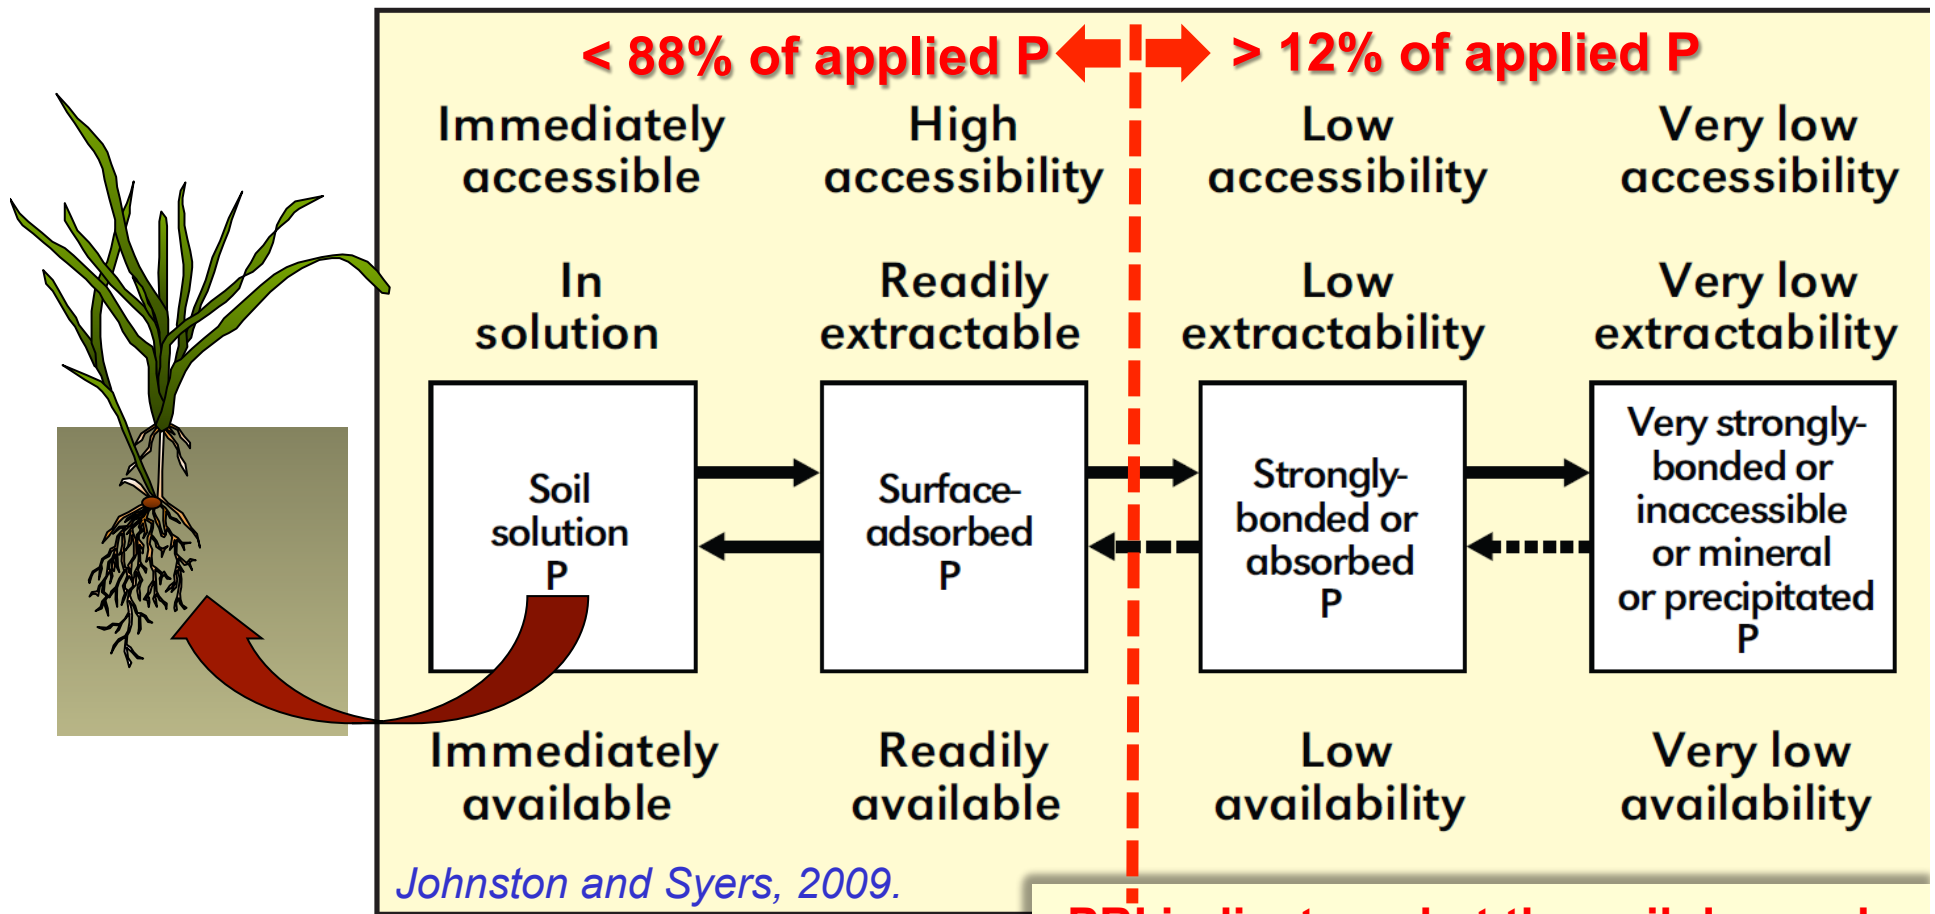 < 88% of applied P
> 12% of applied P
Immediately
accessible
High
accessibility
Low
accessibility
Very low
accessibility
In
solution
Readily
extractable
Low
extractability
Very low
extractability
Soil
solution
P
Surface-
adsorbed
P
Strongly-
bonded or
absorbed
P
Very strongly-
bonded or
inaccessible
or mineral
or precipitated
P
Immediately
available
Readily
available
Low
availability
Very low
availability
Johnston and Syers, 2009.